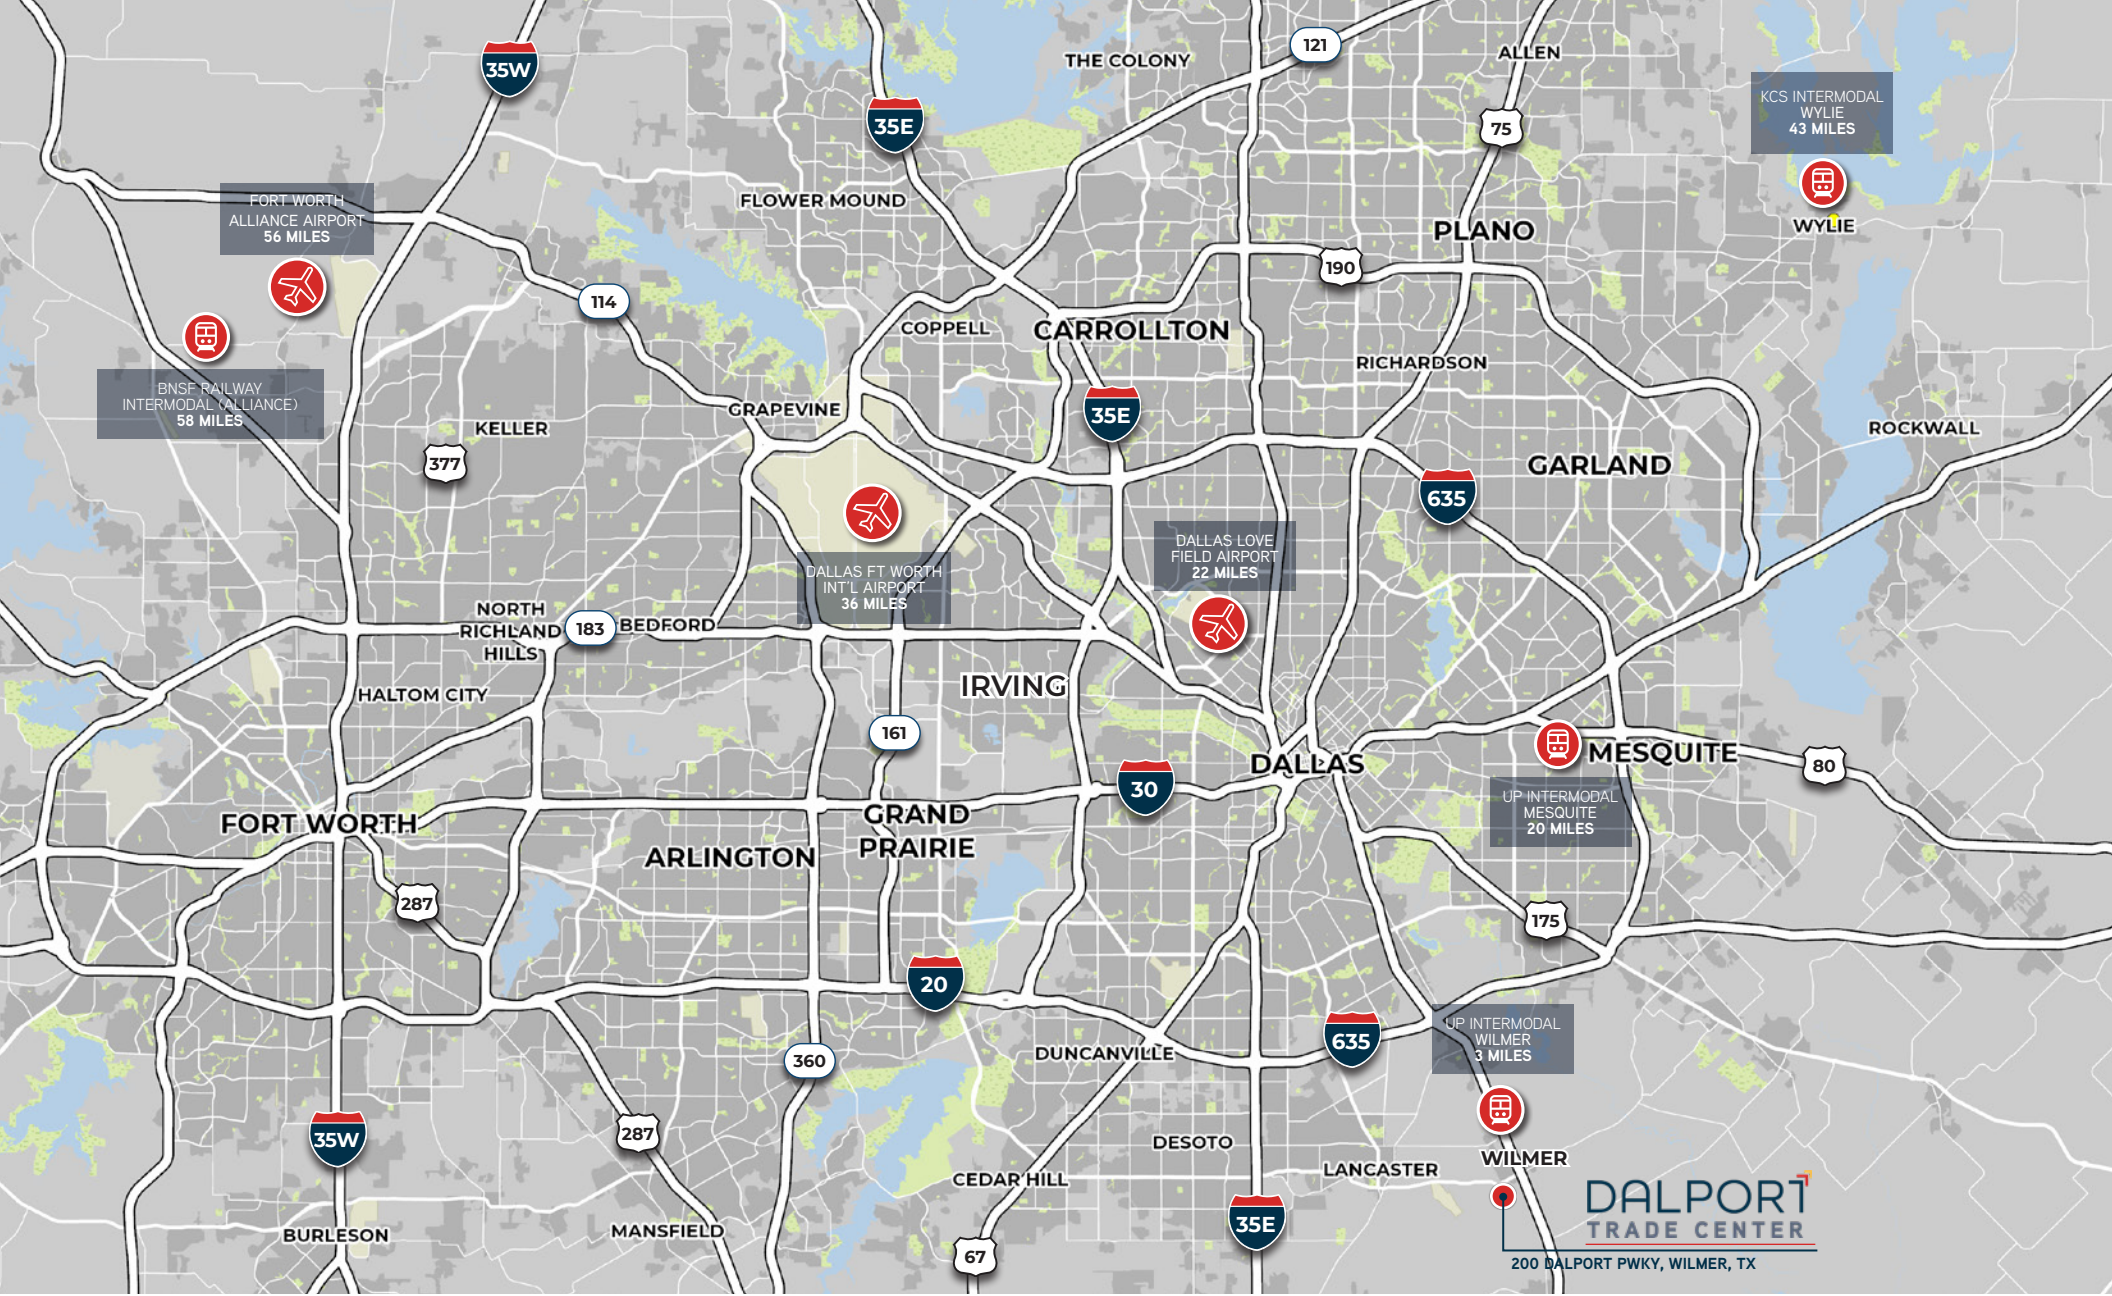 35W
THE COLONY
121
ALLEN
35E
75
KCS INTERMODAL
WYLIE
43 MILES
FORT WORTH
ALLIANCE AIRPORT
56 MILES
FLOWER MOUND
PLANO
WYLIE
190
114
COPPELL
CARROLLTON
RICHARDSON
BNSF RAILWAY
INTERMODAL (ALLIANCE)
58 MILES
GRAPEVINE
35E
KELLER
ROCKWALL
377
GARLAND
635
DALLAS LOVE
FIELD AIRPORT
22 MILES
DALLAS FT WORTH
INT'L AIRPORT
36 MILES
NORTH
RICHLAND
HILLS
183
BEDFORD
HALTOM CITY
IRVING
161
DALLAS
MESQUITE
80
30
UP INTERMODAL
MESQUITE
20 MILES
FORT WORTH
GRAND
PRAIRIE
ARLINGTON
287
175
20
UP INTERMODAL
WILMER
3 MILES
635
DUNCANVILLE
360
35W
287
DESOTO
WILMER
LANCASTER
CEDAR HILL
DALPORT
TRADE CENTER
35E
MANSFIELD
BURLESON
67
200 DALPORT PWKY, WILMER, TX